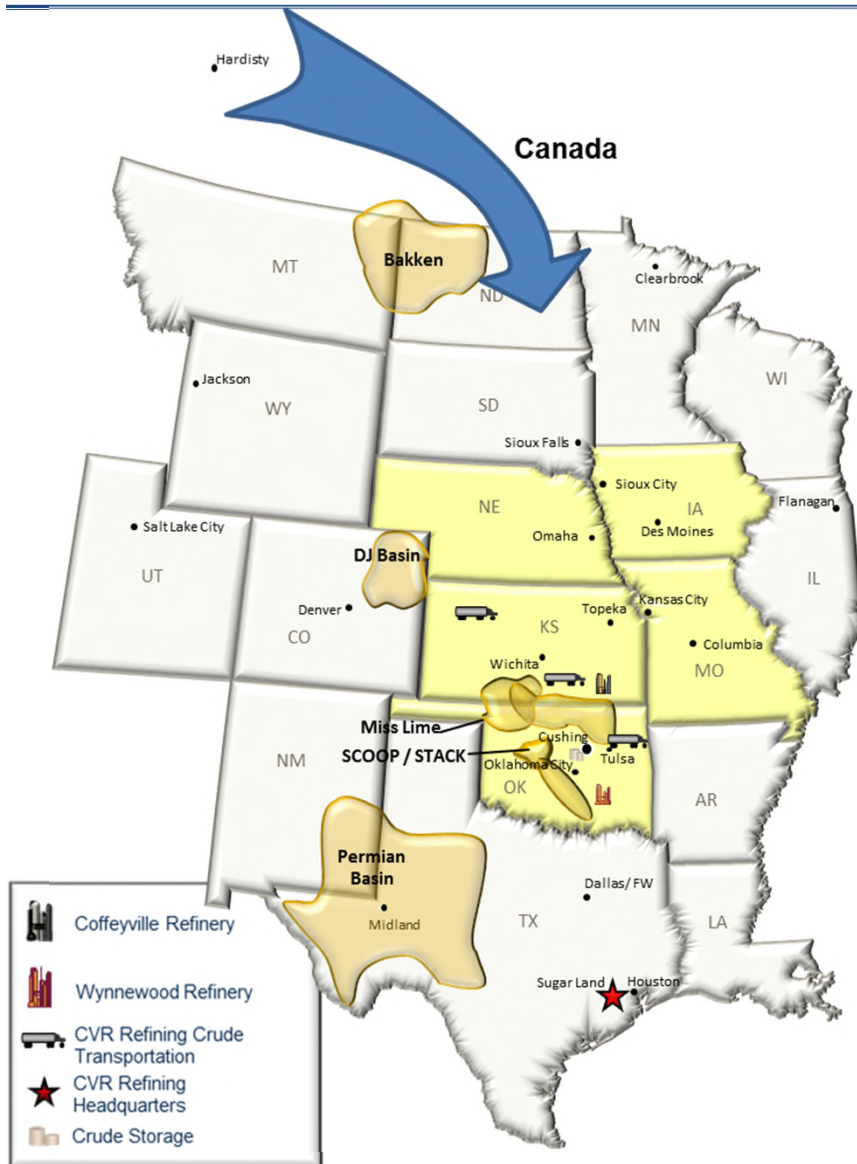 Hardisty
Canada
Bakken
MT
ND
Clearbrook
MN
WI
Jackson
WY
SD
Sioux Falls
Sioux City
NE
IA
Flanagan
Omaha
Des Moines
Salt Lake City
DJ Basin
UT
IL
Denver
CO
Topeka
Kansas City
KS
Columbia
MO
Wichita
Miss Lime
Cushing
SCOOP / STACK
Tulsa
NM
Oklahoma City
OK
AR
Permian
Basin
Dallas/ FW
Midland
TX
LA
Sugar Land
Houston
Coffeyville Refinery
Wynnewood Refinery
CVR Refining Crude
Transportation
CVR Refining
Headquarters
Crude Storage